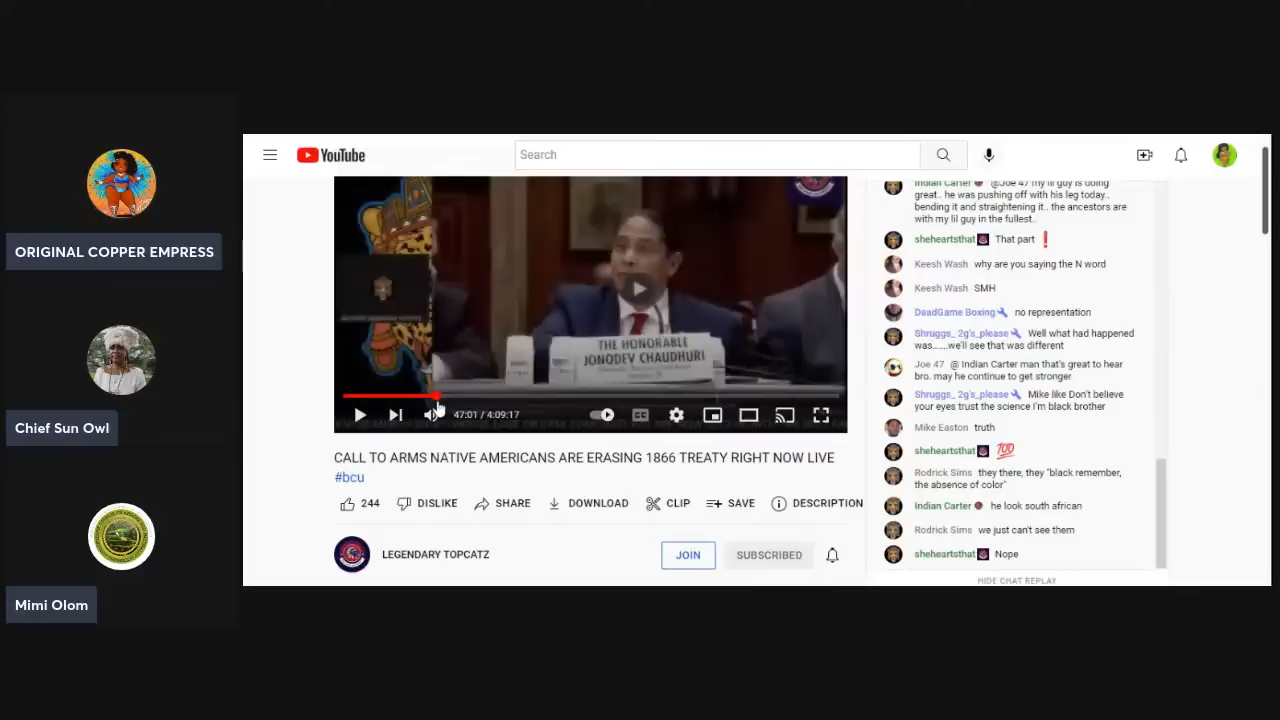 ORIGINAL COPPER EMPRESS
Chief Sun Owl
Mimi Olom
YouTube
Search
THE HONORABLE
JONODEV CHAUDHURI
47:01 / 4:09:17
CALL TO ARMS NATIVE AMERICANS ARE ERASING 1866 TREATY RIGHT NOW LIVE
#bcu
244 DISLIKE SHARE DOWNLOAD CLIP SAVE DESCRIPTION
LEGENDARY TOPCATZ
JOIN
SUBSCRIBED
Indian Carter @Joe 47 my lil guy is doing
great.. he was pushing off with his leg today..
bending it and straightening it.. the ancestors are
with my lil guy in the fullest..
sheheartsthat That part ❗
Keesh Wash why are you saying the N word
Keesh Wash SMH
DeadGame Boxing no representation
Shruggs_ 2g's_please Well what had happened
was......we'll see that was different
Joe 47 @ Indian Carter man that's great to hear
bro. may he continue to get stronger
Shruggs_ 2g's_please Mike like Don't believe
your eyes trust the science I'm black brother
Mike Easton truth
sheheartsthat 💯
Rodrick Sims they there, they "black remember,
the absence of color"
Indian Carter he look south african
Rodrick Sims we just can't see them
sheheartsthat Nope
HIDE CHAT REPLAY